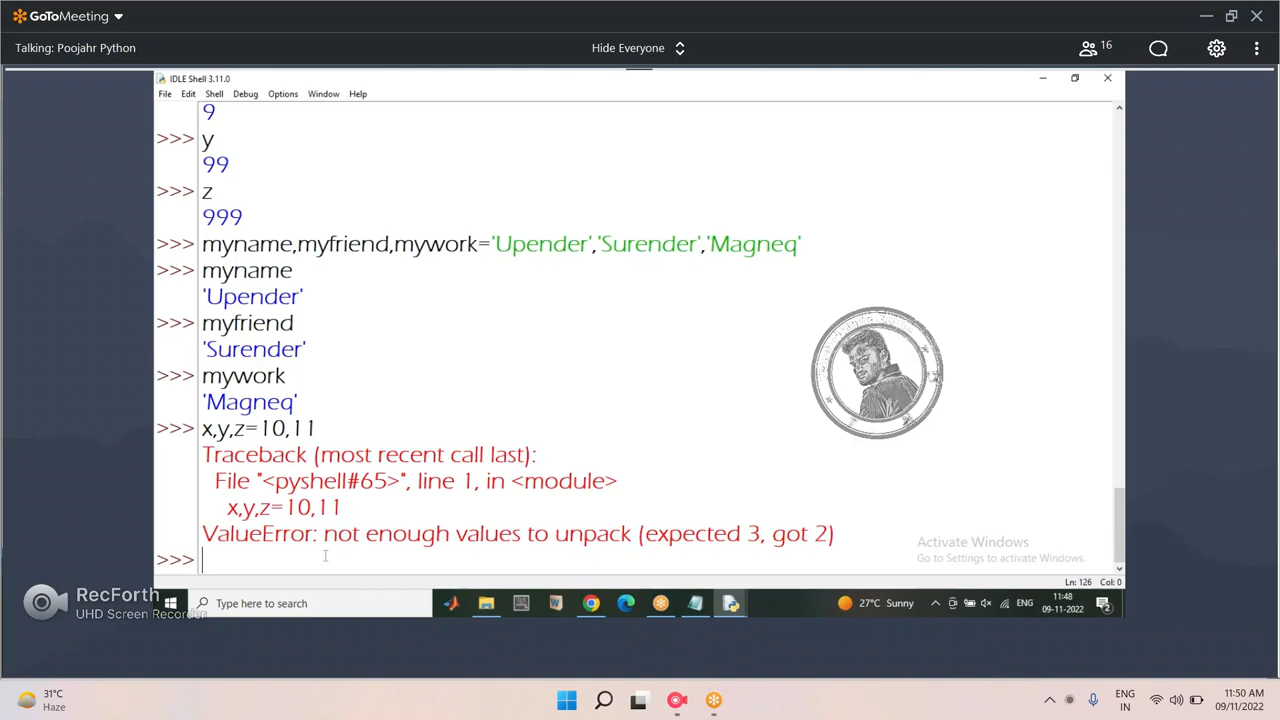 GoToMeeting
Talking: Poojahr Python
Hide Everyone
16
IDLE Shell 3.11.0
File Edit Shell Debug Options Window Help
9
>>> y
99
>>> z
999
>>> myname,myfriend,mywork='Upender','Surender','Magneq'
>>> myname
'Upender'
>>> myfriend
'Surender'
>>> mywork
'Magneq'
>>> x,y,z=10,11
Traceback (most recent call last):
File "<pyshell#65>", line 1, in <module>
x,y,z=10,11
ValueError: not enough values to unpack (expected 3, got 2)
>>>
Activate Windows
Go to Settings to activate Windows.
Ln: 126 Col: 0
RecForth
UHD Screen Recorder
Type here to search
27°C Sunny
ENG
11:48
09-11-2022
2
31°C
Haze
ENG
IN
11:50 AM
09/11/2022